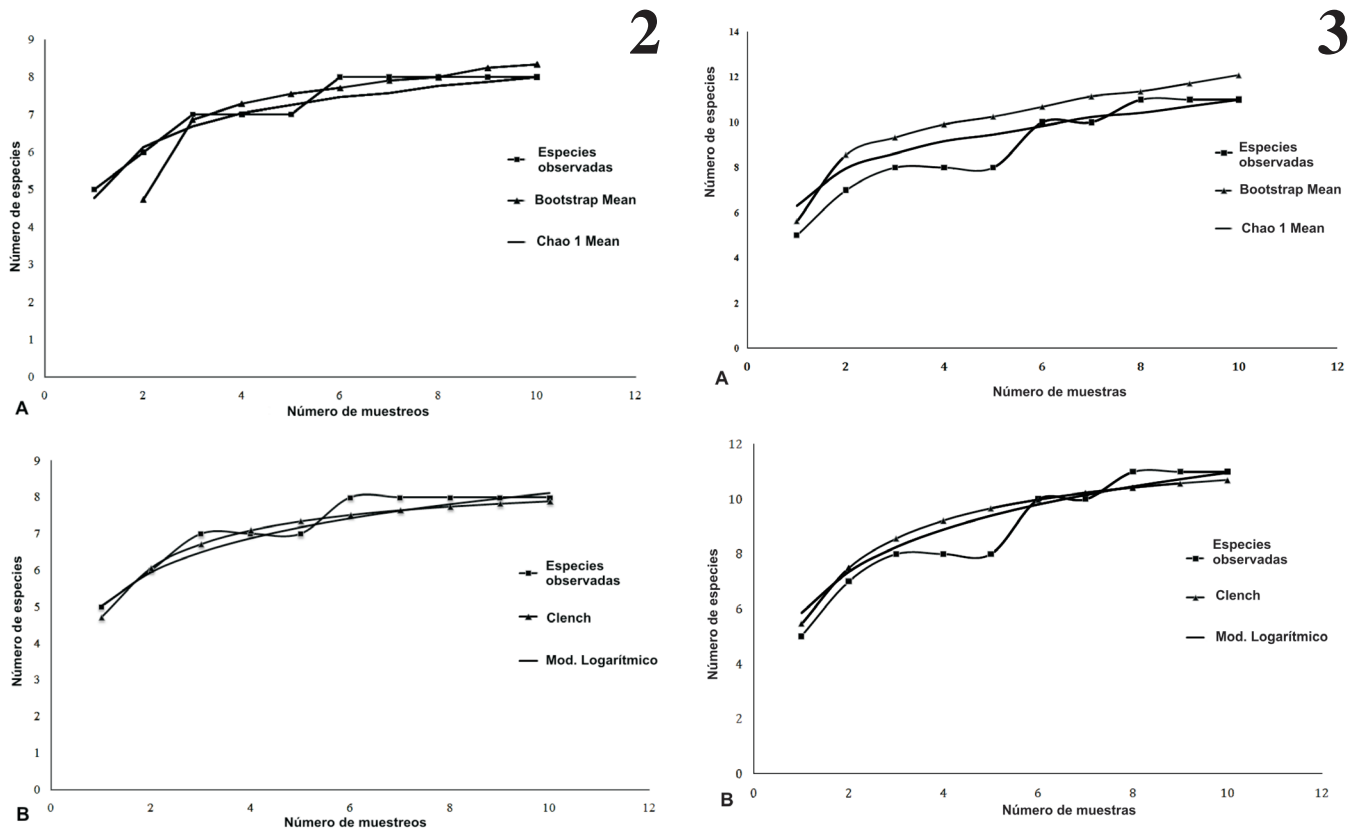 2
9
8
7
6
5
4
3
2
1
0
Número de especies
0 2 4 6 8 10 12
Número de muestreos
A
Especies
observadas
Bootstrap Mean
Chao 1 Mean
3
14
12
10
8
6
4
2
0
Número de especies
0 2 4 6 8 10 12
Número de muestras
A
Especies
observadas
Bootstrap Mean
Chao 1 Mean
9
8
7
6
5
4
3
2
1
0
Número de especies
0 2 4 6 8 10 12
Número de muestreos
B
Especies
observadas
Clench
Mod. Logarítmico
12
10
8
6
4
2
0
Número de especies
0 2 4 6 8 10 12
Número de muestras
B
Especies
observadas
Clench
Mod. Logarítmico